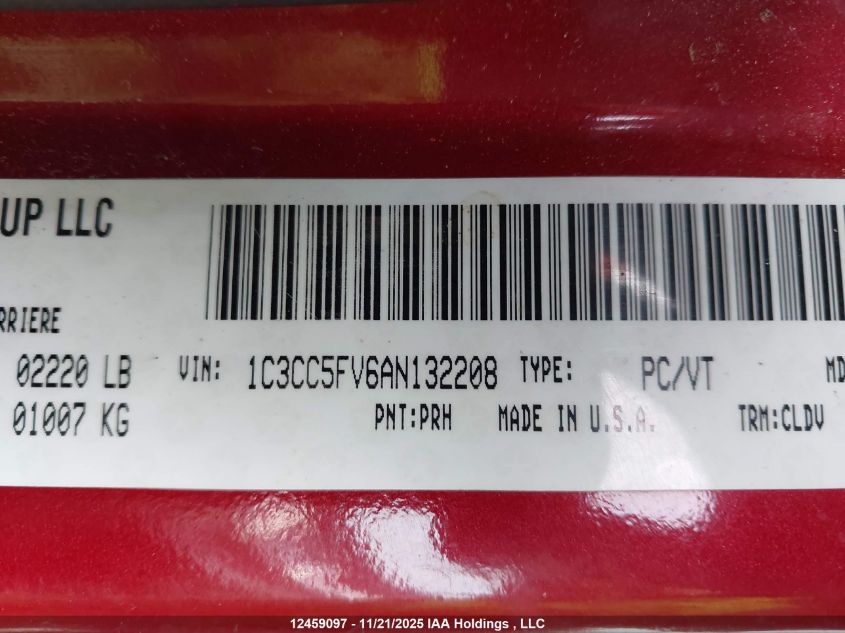 UP LLC
RRIERE
02220 LB VIN: 1C3CC5FV6AN132208 TYPE: PC/VT MD
01007 KG PNT:PRH MADE IN U.S.A. TRM:CLDV
12459097 - 11/21/2025 IAA Holdings , LLC